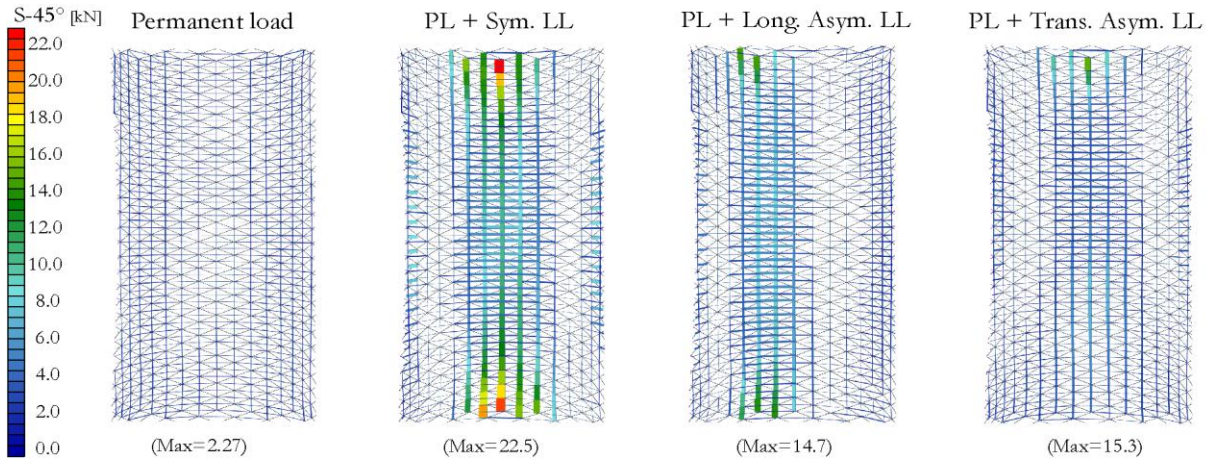 S-45° [kN]
Permanent load
PL + Sym. LL
PL + Long. Asym. LL
PL + Trans. Asym. LL
22.0
20.0
18.0
16.0
14.0
12.0
10.0
8.0
6.0
4.0
2.0
0.0
(Max=2.27)
(Max=22.5)
(Max=14.7)
(Max=15.3)